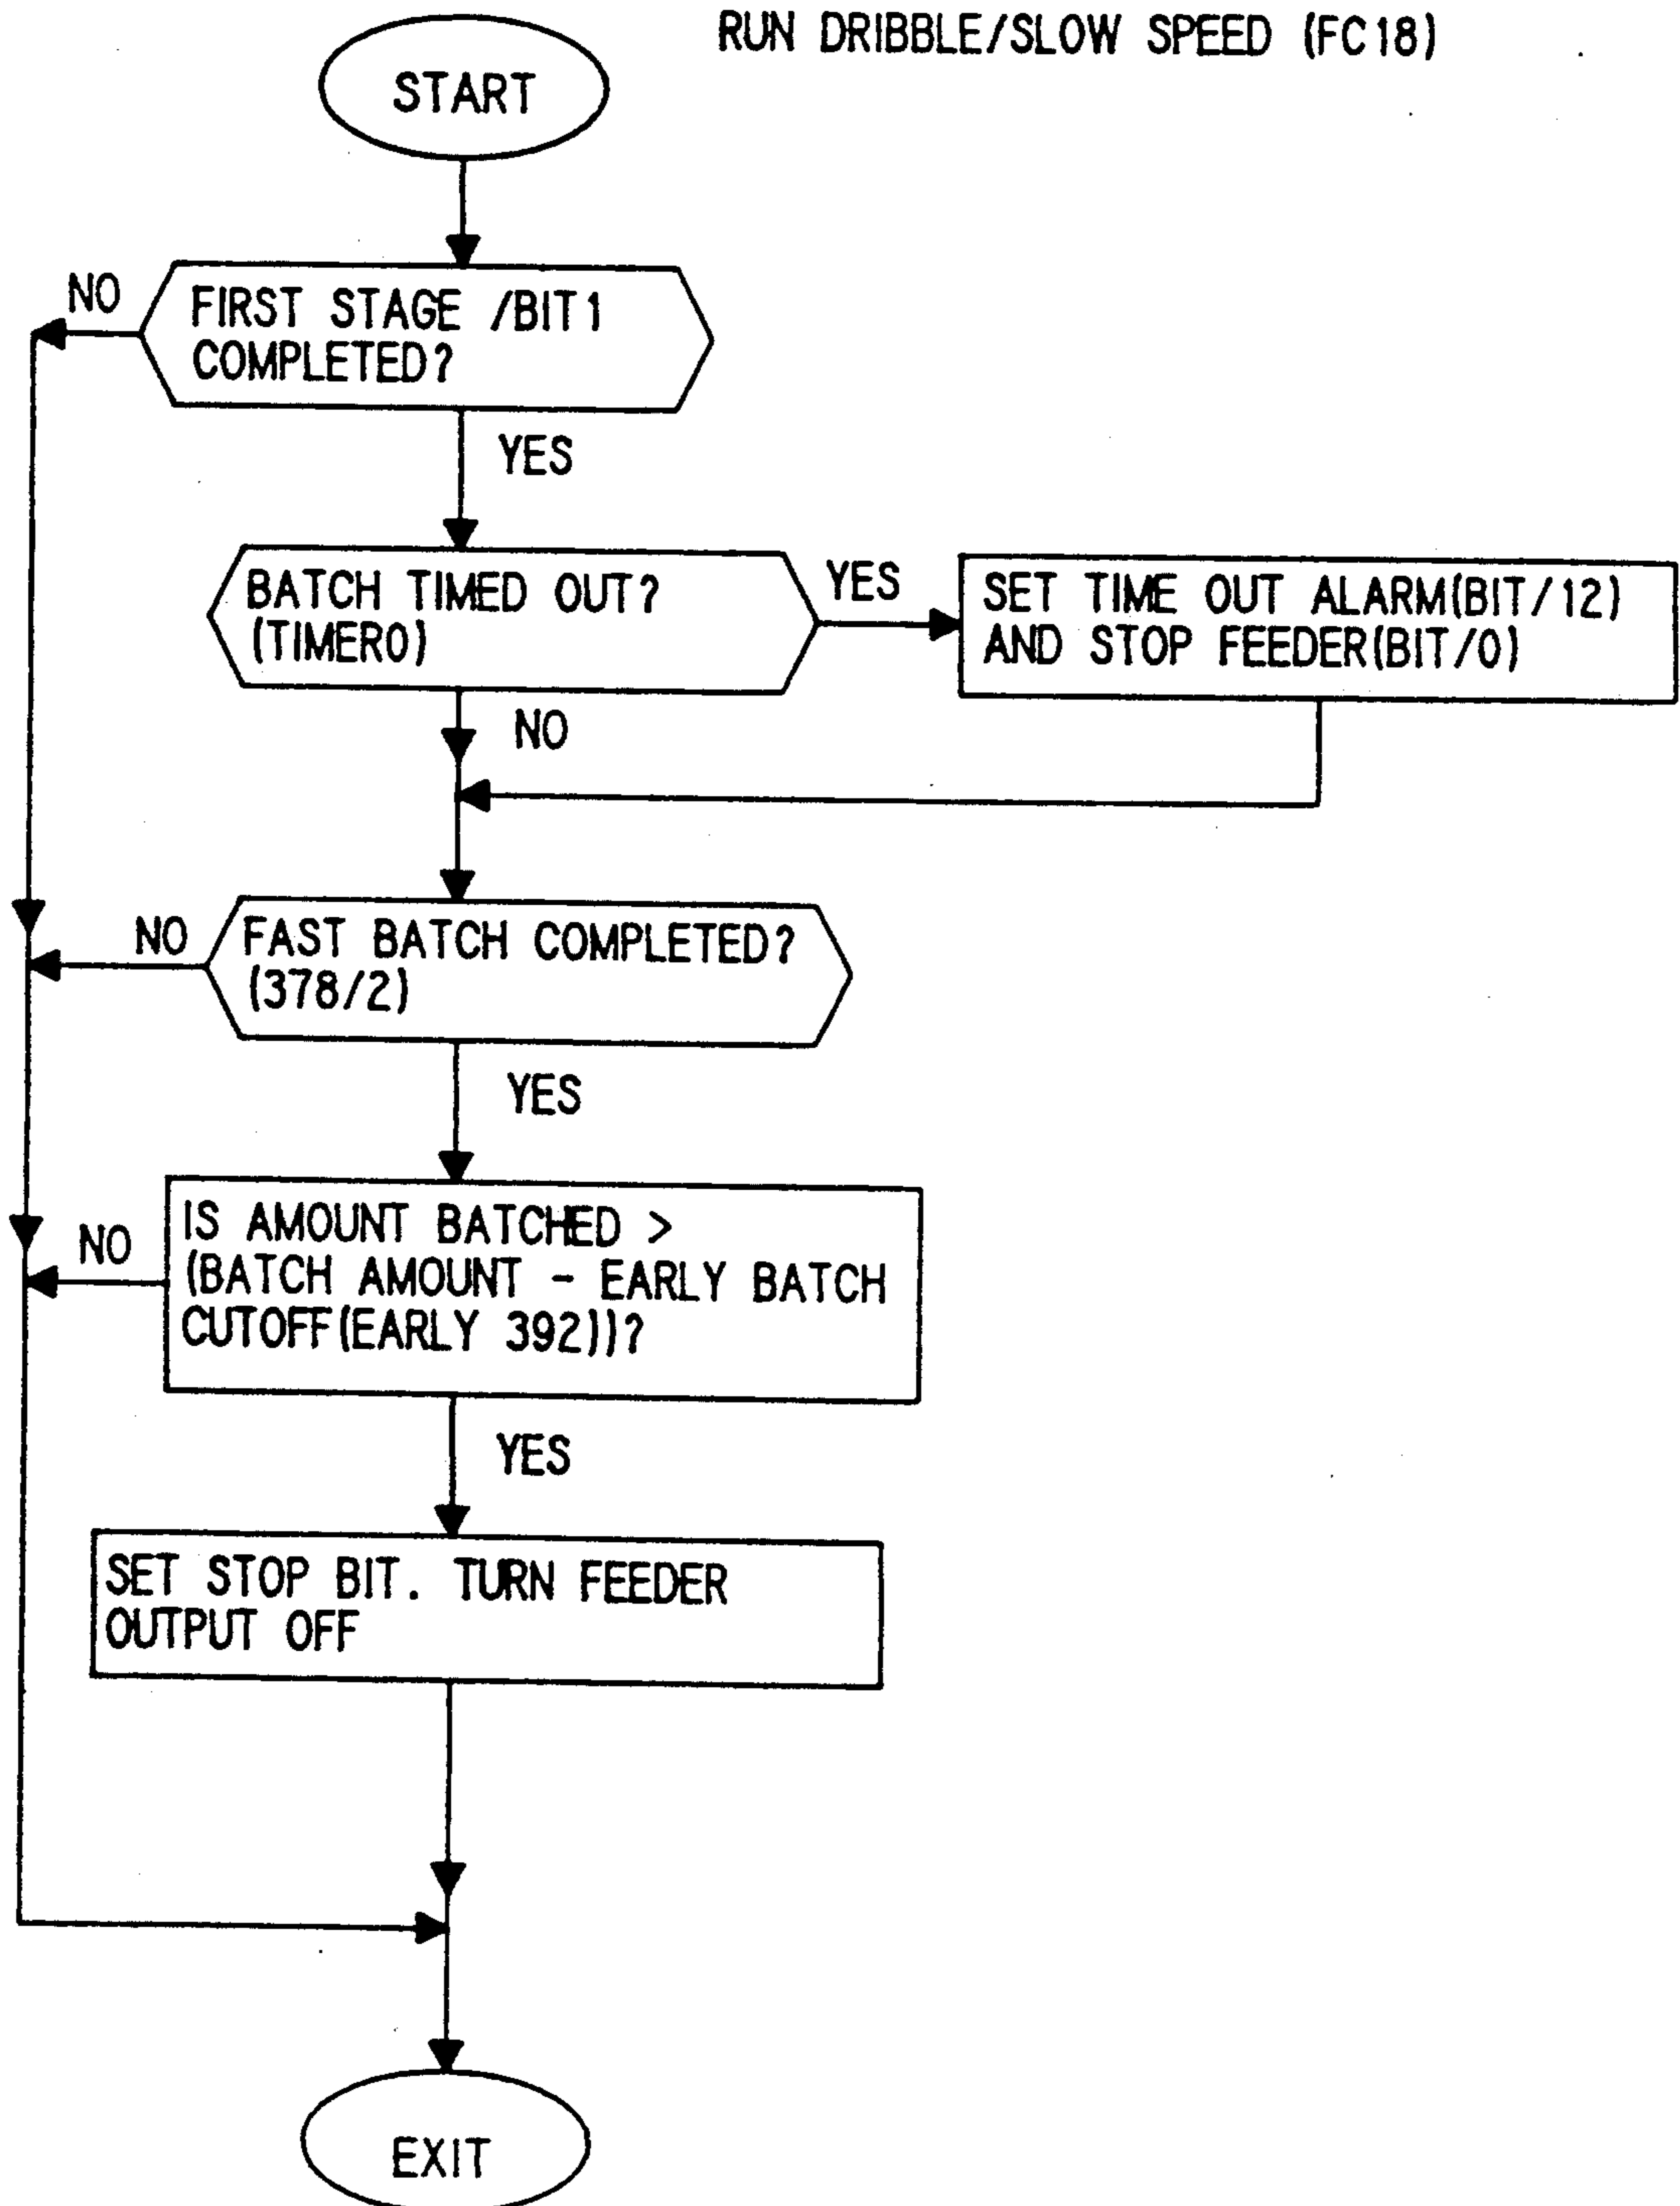 RUN DRIBBLE/SLOW SPEED (FC18)
START
NO
FIRST STAGE /BIT1
COMPLETED?
YES
BATCH TIMED OUT?
(TIMER0)
YES
SET TIME OUT ALARM(BIT/12)
AND STOP FEEDER(BIT/0)
NO
NO
FAST BATCH COMPLETED?
(378/2)
YES
NO
IS AMOUNT BATCHED >
(BATCH AMOUNT - EARLY BATCH
CUTOFF(EARLY 392))?
YES
SET STOP BIT. TURN FEEDER
OUTPUT OFF
EXIT